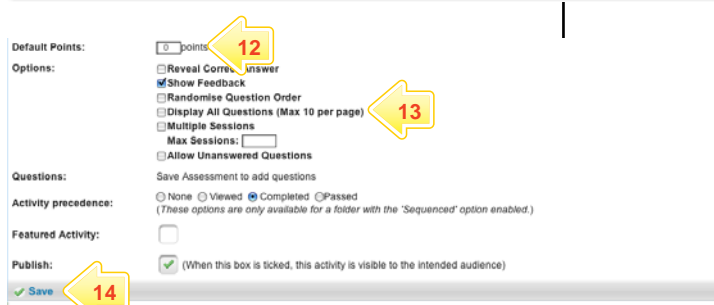 Default Points: 0 points 12
Options: Reveal Correct Answer
Show Feedback
Randomise Question Order
Display All Questions (Max 10 per page) 13
Multiple Sessions
Max Sessions:
Allow Unanswered Questions
Questions: Save Assessment to add questions
Activity precedence: None Viewed Completed Passed
(These options are only available for a folder with the 'Sequenced' option enabled.)
Featured Activity:
Publish: (When this box is ticked, this activity is visible to the intended audience)
Save 14